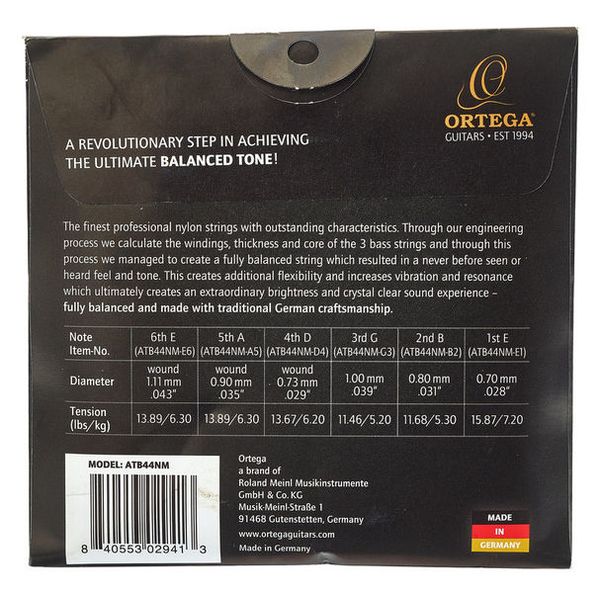 ORTEGA®
GUITARS • EST 1994
A REVOLUTIONARY STEP IN ACHIEVING
THE ULTIMATE BALANCED TONE!
The finest professional nylon strings with outstanding characteristics. Through our engineering
process we calculate the windings, thickness and core of the 3 bass strings and through this
process we managed to create a fully balanced string which resulted in a never before seen or
heard feel and tone. This creates additional flexibility and increases vibration and resonance
which ultimately creates an extraordinary brightness and crystal clear sound experience –
fully balanced and made with traditional German craftsmanship.
Note 6th E 5th A 4th D 3rd G 2nd B 1st E
Item-No. (ATB44NM-E6) (ATB44NM-A5) (ATB44NM-D4) (ATB44NM-G3) (ATB44NM-B2) (ATB44NM-E1)
wound wound wound
Diameter 1.11 mm 0.90 mm 0.73 mm 1.00 mm 0.80 mm 0.70 mm
.043" .035" .029" .039" .031" .028"
Tension
(lbs/kg) 13.89/6.30 13.89/6.30 13.67/6.20 11.46/5.20 11.68/5.30 15.87/7.20
MODEL: ATB44NM
8 40553 02941 3
Ortega
a brand of
Roland Meinl Musikinstrumente
GmbH & Co. KG
Musik-Meinl-Straße 1
91468 Gutenstetten, Germany
www.ortegaguitars.com
Made in Germany
MADE
IN
GERMANY